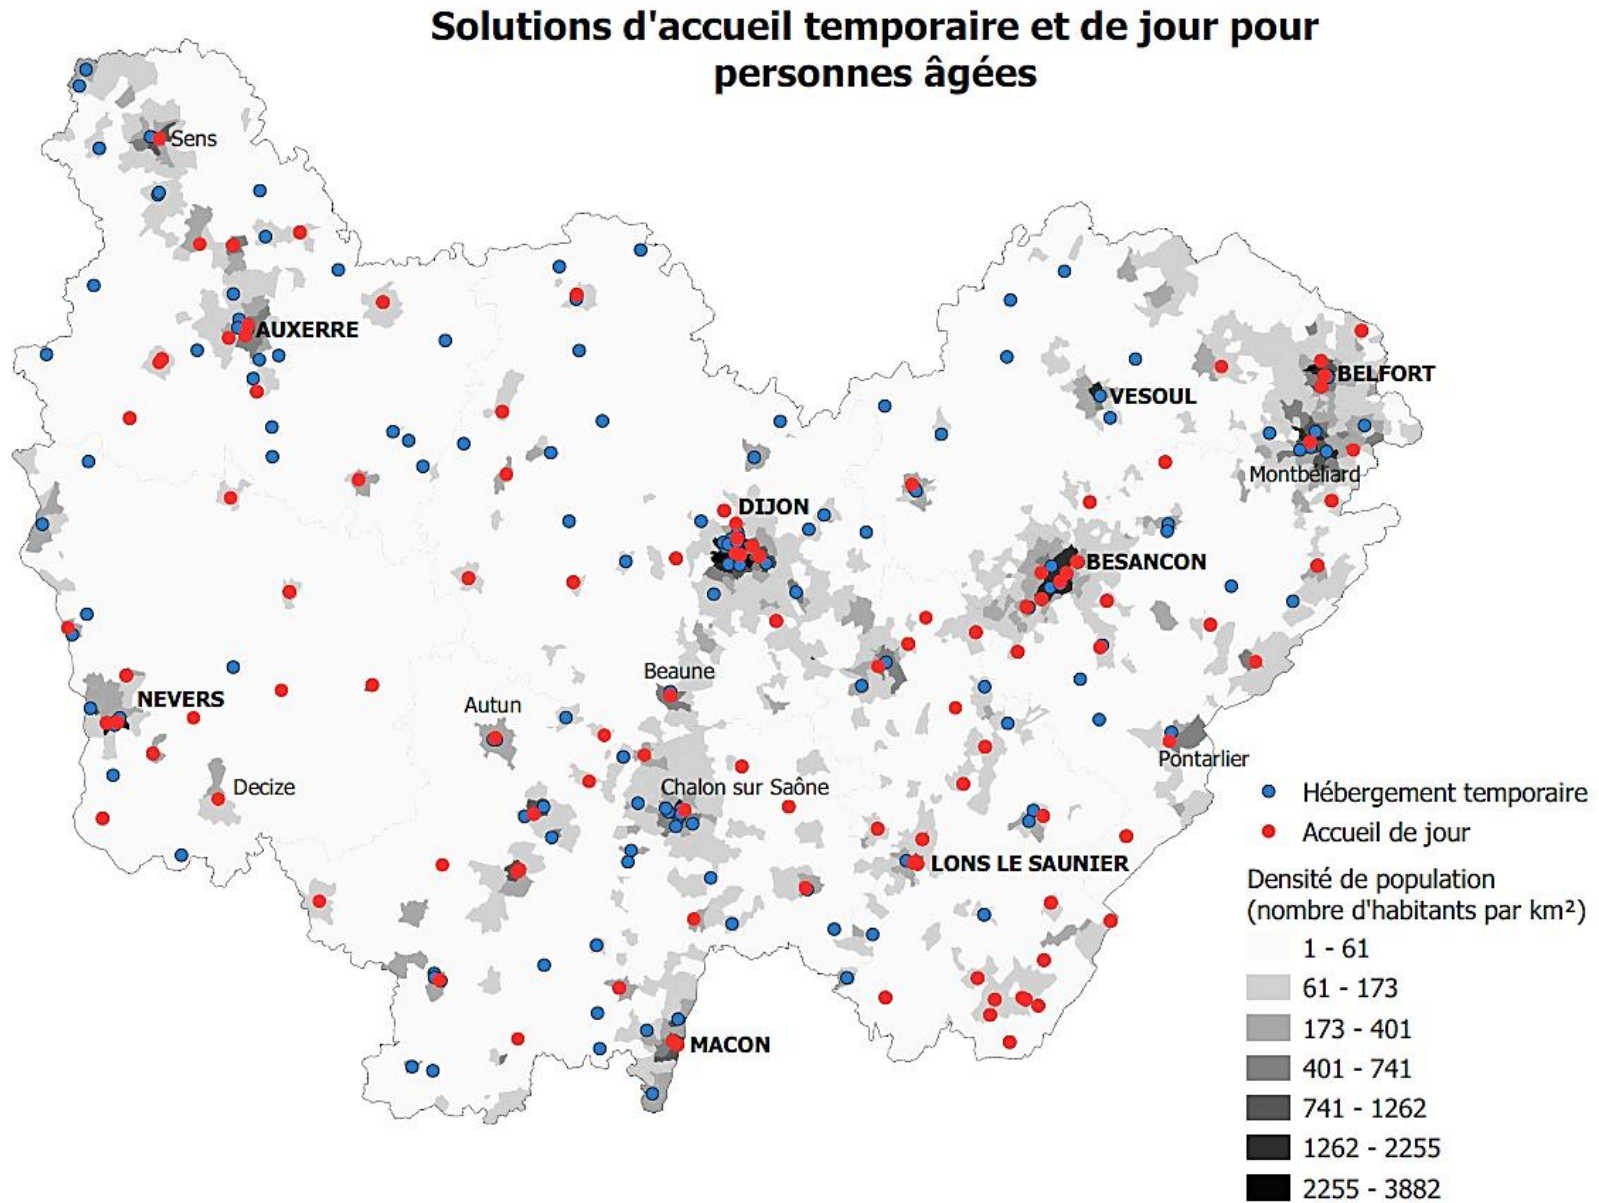 Solutions d'accueil temporaire et de jour pour
personnes âgées
Sens
AUXERRE
BELFORT
VESOUL
Montbéliard
DIJON
BESANCON
Beaune
NEVERS
Autun
Pontarlier
Decize
Chalon sur Saône
LONS LE SAUNIER
MACON
Hébergement temporaire
Accueil de jour
Densité de population
(nombre d'habitants par km²)
1 - 61
61 - 173
173 - 401
401 - 741
741 - 1262
1262 - 2255
2255 - 3882